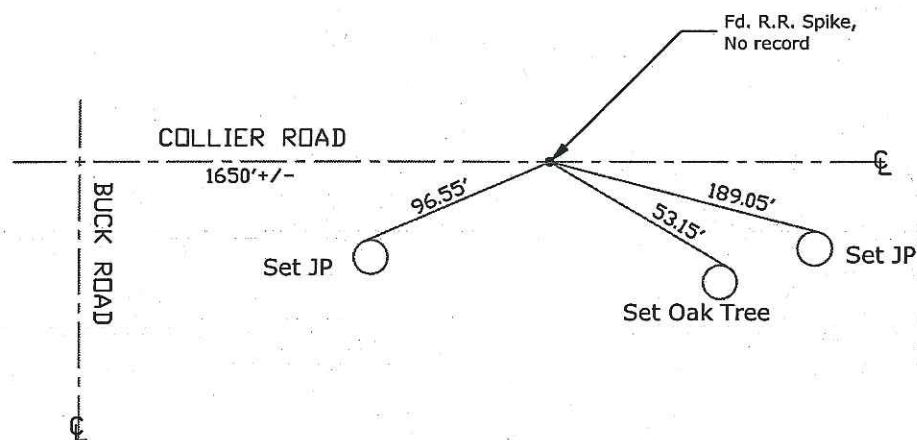 Fd. R.R. Spike,
No record
COLLIER ROAD
1650'+/-
℄
96.55'
53.15'
189.05'
BUCK ROAD
Set JP
Set Oak Tree
Set JP
℄